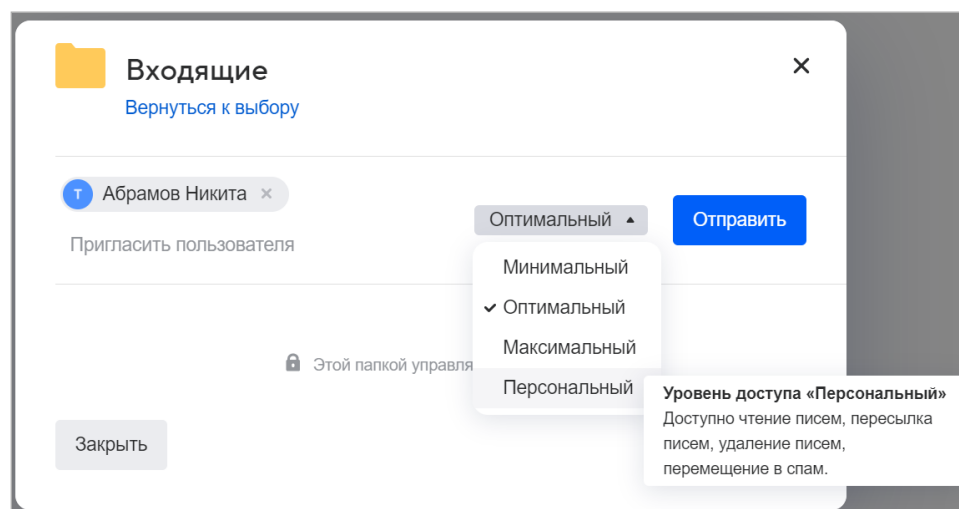 Входящие
Вернуться к выбору
Т Абрамов Никита ×
Пригласить пользователя
Оптимальный
Отправить
Минимальный
Оптимальный
Максимальный
Персональный
Этой папкой управля
Уровень доступа «Персональный»
Доступно чтение писем, пересылка
писем, удаление писем,
перемещение в спам.
Закрыть